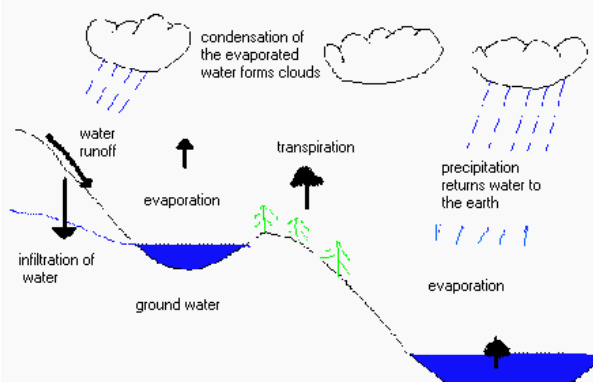 condensation of
the evaporated
water forms clouds
water
runoff
transpiration
precipitation
returns water to
the earth
evaporation
infiltration of
water
ground water
evaporation